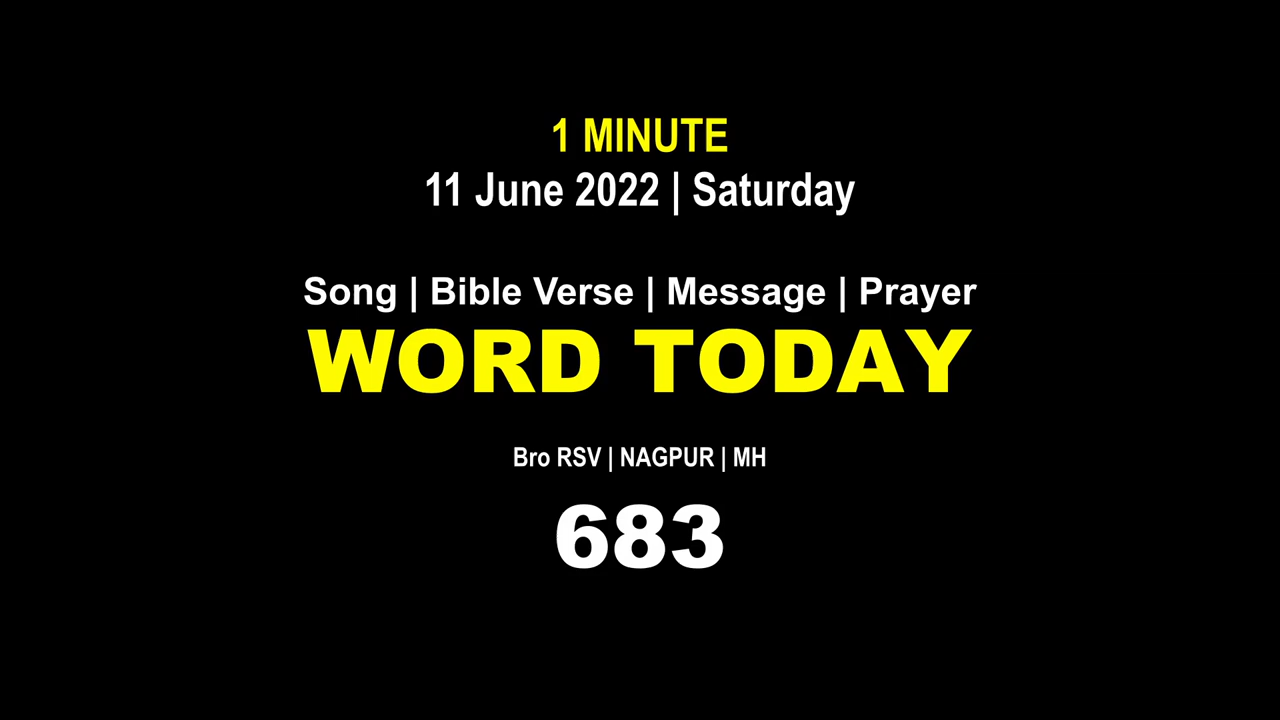 1 MINUTE
11 June 2022 | Saturday
Song | Bible Verse | Message | Prayer
WORD TODAY
Bro RSV | NAGPUR | MH
683